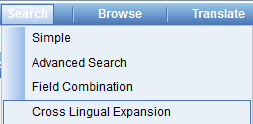 Search Browse Translate
Simple
Advanced Search
Field Combination
Cross Lingual Expansion